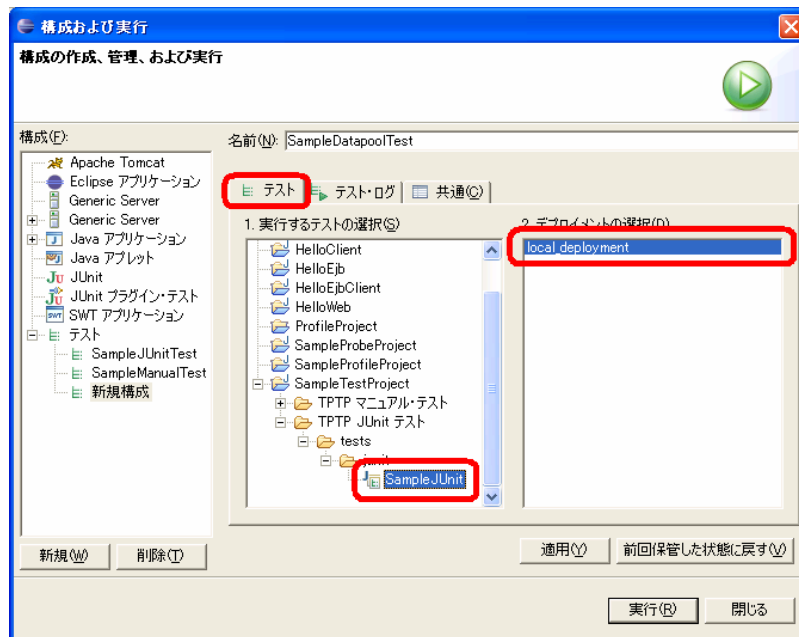 構成および実行
構成の作成、管理、および実行
構成(F):
Apache Tomcat
Eclipse アプリケーション
Generic Server
Generic Server
Java アプリケーション
Java アプレット
JUnit
JUnit プラグイン・テスト
SWT アプリケーション
テスト
SampleJUnitTest
SampleManualTest
新規構成
新規(W)
削除(T)
名前(N):
SampleDatapoolTest
テスト
テスト・ログ
共通(C)
1. 実行するテストの選択(S)
HelloClient
HelloEjb
HelloEjbClient
HelloWeb
ProfileProject
SampleProbeProject
SampleProfileProject
SampleTestProject
TPTP マニュアル・テスト
TPTP JUnit テスト
tests
junit
SampleJUnit
2. デプロイメントの選択(D)
local_deployment
適用(Y)
前回保管した状態に戻す(V)
実行(R)
閉じる